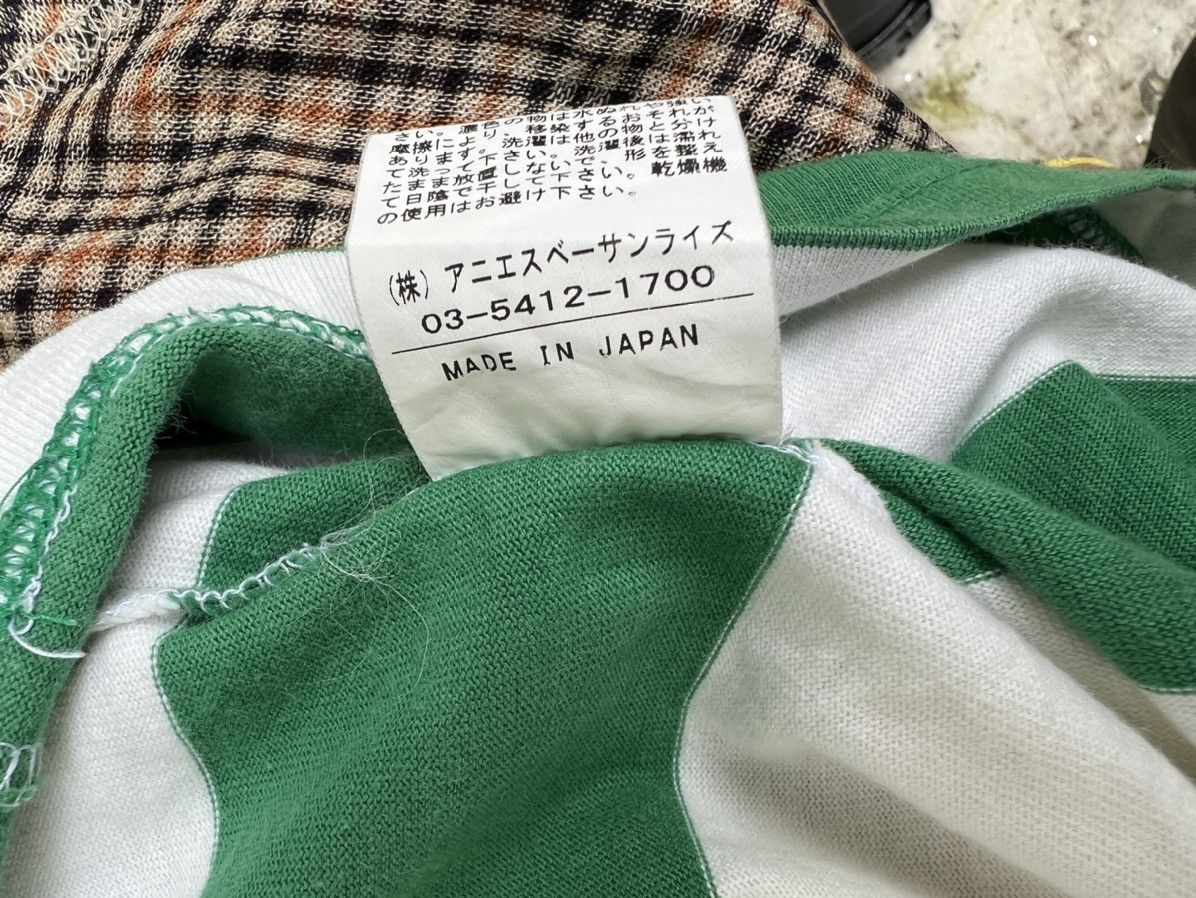 さい。濃色の物は水ぬれや強い
摩擦により、移染するおそれが
あります。洗濯は他の物と分け
て洗って下さい。洗濯後は濡れ
たまま放置しないで、形を整え
て日陰で干して下さい。乾燥機
の使用はお避け下さい。
(株)アニエスベーサンライズ
03-5412-1700
MADE IN JAPAN